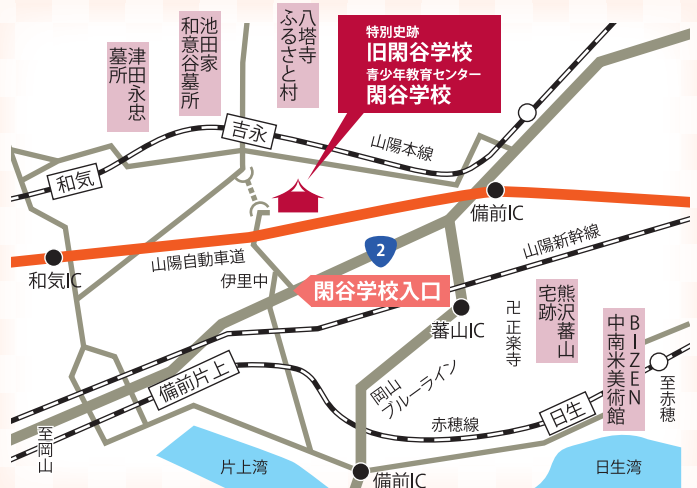 特別史跡
旧閑谷学校
青少年教育センター
閑谷学校
八塔寺
ふるさと村
池田家
和意谷墓所
津田永忠
墓所
吉永
山陽本線
和気
備前IC
山陽新幹線
2
和気IC
山陽自動車道
伊里中
閑谷学校入口
蕃山IC
卍 正楽寺
熊沢蕃山
宅跡
BIZEN
中南米美術館
岡山
ブルーライン
備前片上
赤穂線
日生
至赤穂
至岡山
片上湾
備前IC
日生湾